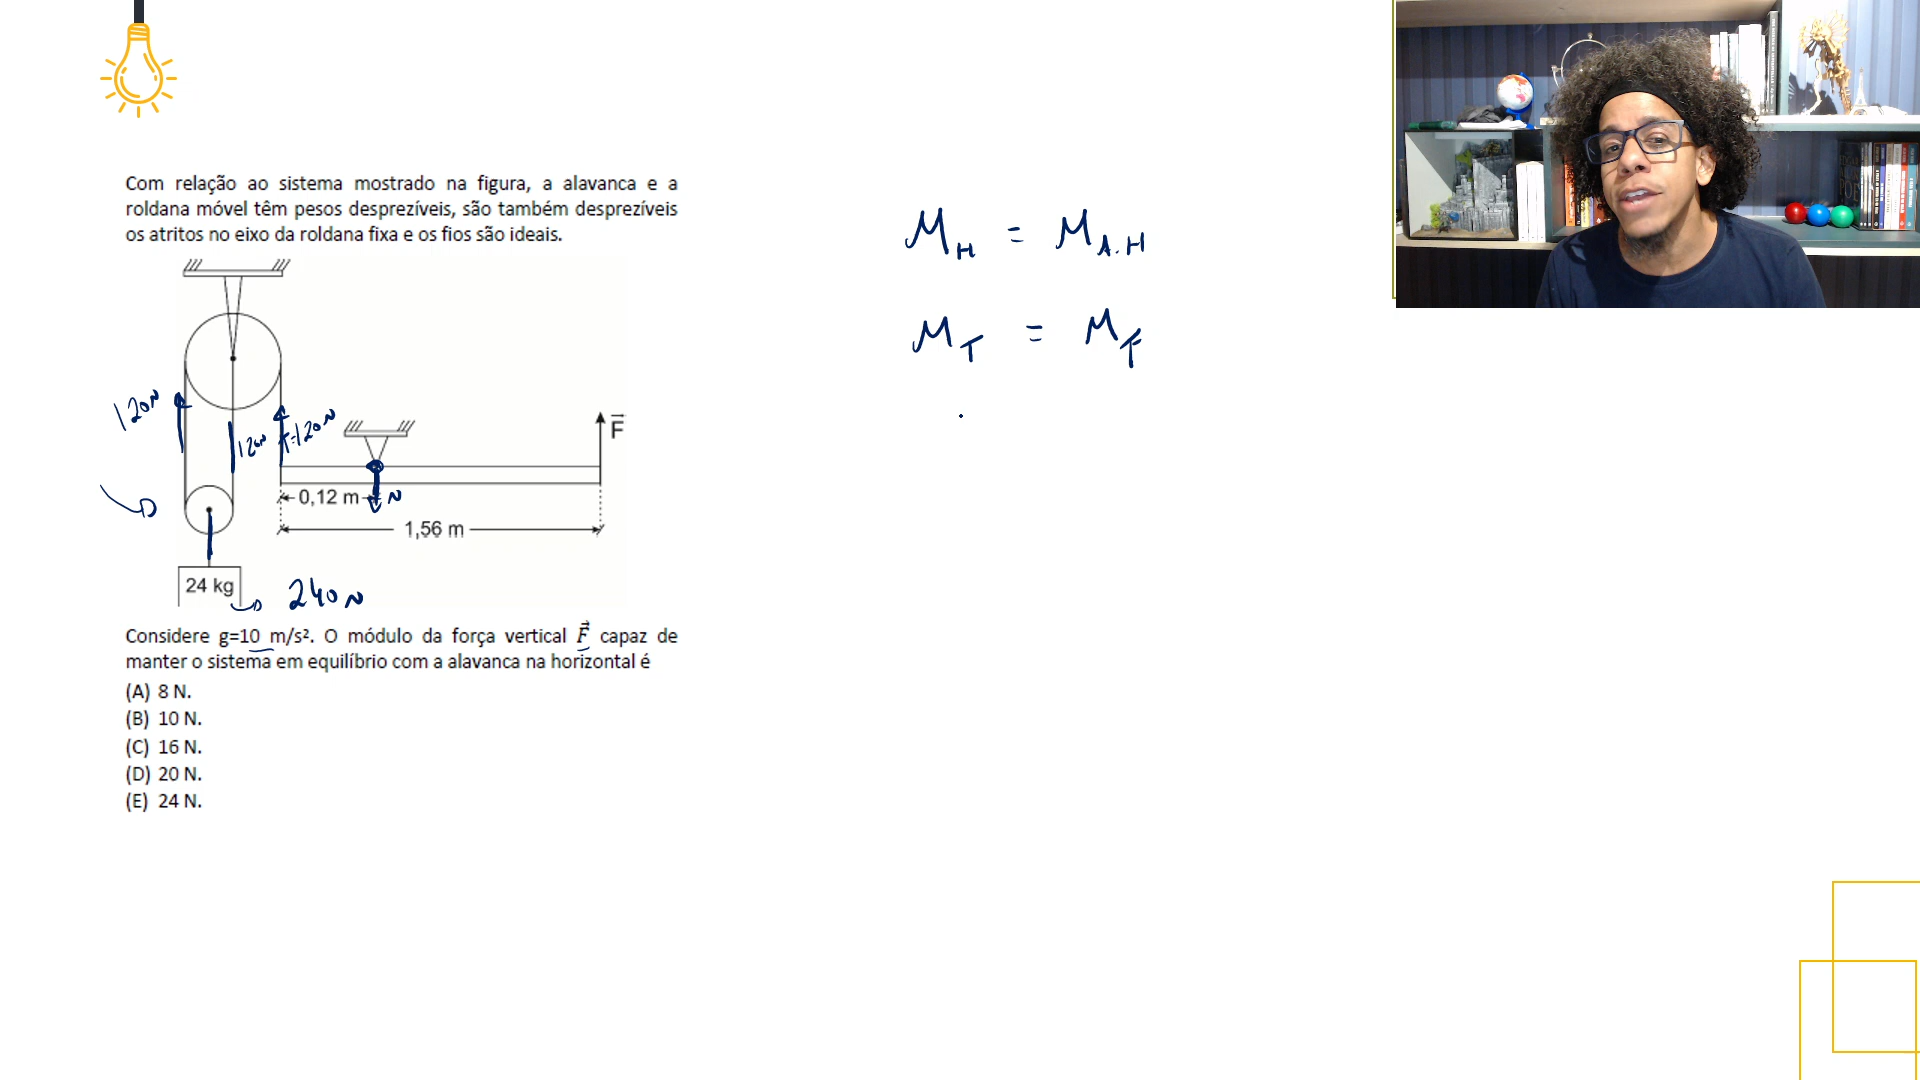 Com relação ao sistema mostrado na figura, a alavanca e a
roldana móvel têm pesos desprezíveis, são também desprezíveis
os atritos no eixo da roldana fixa e os fios são ideais.
120N
120N
T=120N
F
0,12 m
N
1,56 m
24 kg
240N
Considere g=10 m/s². O módulo da força vertical F capaz de
manter o sistema em equilíbrio com a alavanca na horizontal é
(A) 8 N.
(B) 10 N.
(C) 16 N.
(D) 20 N.
(E) 24 N.
M_H = M_A.H
M_T = M_F